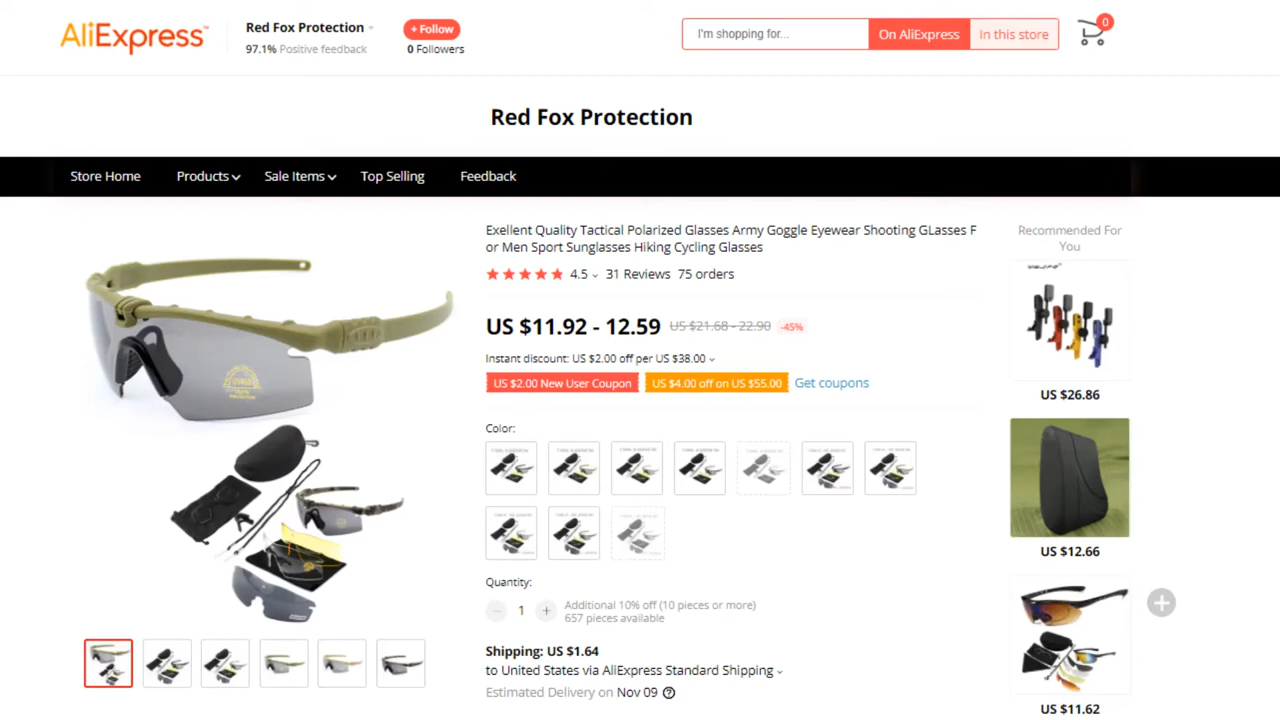 AliExpress
Red Fox Protection
97.1% Positive feedback
+ Follow
0 Followers
I'm shopping for...
On AliExpress
In this store
0
Red Fox Protection
Store Home
Products
Sale Items
Top Selling
Feedback
Exellent Quality Tactical Polarized Glasses Army Goggle Eyewear Shooting GLasses F
or Men Sport Sunglasses Hiking Cycling Glasses
4.5
31 Reviews
75 orders
US $11.92 - 12.59
US $21.68 - 22.90
-45%
Instant discount: US $2.00 off per US $38.00
US $2.00 New User Coupon
US $4.00 off on US $55.00
Get coupons
Color:
Quantity:
1
Additional 10% off (10 pieces or more)
657 pieces available
Shipping: US $1.64
to United States via AliExpress Standard Shipping
Estimated Delivery on Nov 09
Recommended For
You
US $26.86
US $12.66
US $11.62